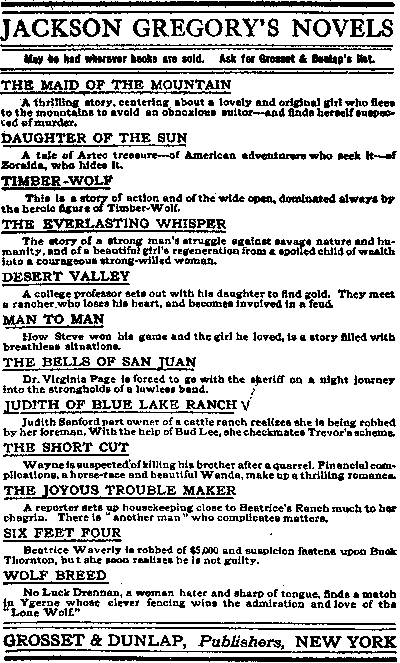 JACKSON GREGORY'S NOVELS
May be had wherever books are sold. Ask for Grosset & Dunlap's list.
THE MAID OF THE MOUNTAIN
A thrilling story, centering about a lovely and original girl who flees
to the mountains to avoid an obnoxious suitor—and finds herself suspec-
ted of murder.
DAUGHTER OF THE SUN
A tale of Aztec treasure—of American adventurers who seek it—of
Zoraida, who hides it.
TIMBER-WOLF
This is a story of action and of the wide open, dominated always by
the heroic figure of Timber-Wolf.
THE EVERLASTING WHISPER
The story of a strong man's struggle against savage nature and hu-
manity, and of a beautiful girl's regeneration from a spoiled child of wealth
into a courageous strong-willed woman.
DESERT VALLEY
A college professor sets out with his daughter to find gold. They meet
a rancher who loses his heart, and becomes involved in a feud.
MAN TO MAN
How Steve won his game and the girl he loved, is a story filled with
breathless situations.
THE BELLS OF SAN JUAN
Dr. Virginia Page is forced to go with the sheriff on a night journey
into the strongholds of a lawless band.
JUDITH OF BLUE LAKE RANCH
Judith Sanford part owner of a cattle ranch realizes she is being robbed
by her foreman. With the help of Bud Lee, she checkmates Trevor's scheme.
THE SHORT CUT
Wayne is suspected of killing his brother after a quarrel. Financial com-
plications, a horse-race and beautiful Wanda, make up a thrilling romance.
THE JOYOUS TROUBLE MAKER
A reporter sets up housekeeping close to Beatrice's Ranch much to her
chagrin. There is "another man" who complicates matters.
SIX FEET FOUR
Beatrice Waverly is robbed of $5,000 and suspicion fastens upon Buck
Thornton, but she soon realizes he is not guilty.
WOLF BREED
No Luck Drennan, a woman hater and sharp of tongue, finds a match
in Ygerne whose clever fencing wins the admiration and love of the
"Lone Wolf."
GROSSET & DUNLAP, Publishers, NEW YORK